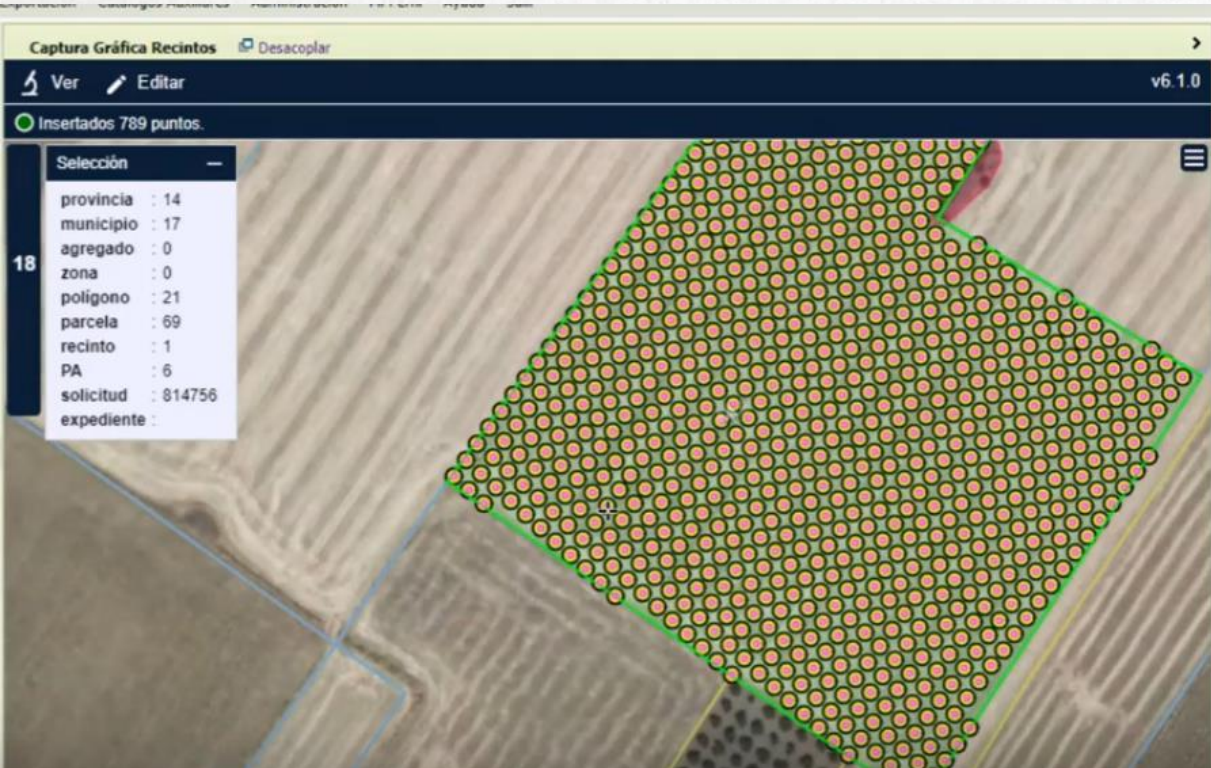 Captura Gráfica Recintos Desacoplar
Ver Editar v6.1.0
Insertados 789 puntos.
Selección
18
provincia : 14
municipio : 17
agregado : 0
zona : 0
polígono : 21
parcela : 69
recinto : 1
PA : 6
solicitud : 814756
expediente :